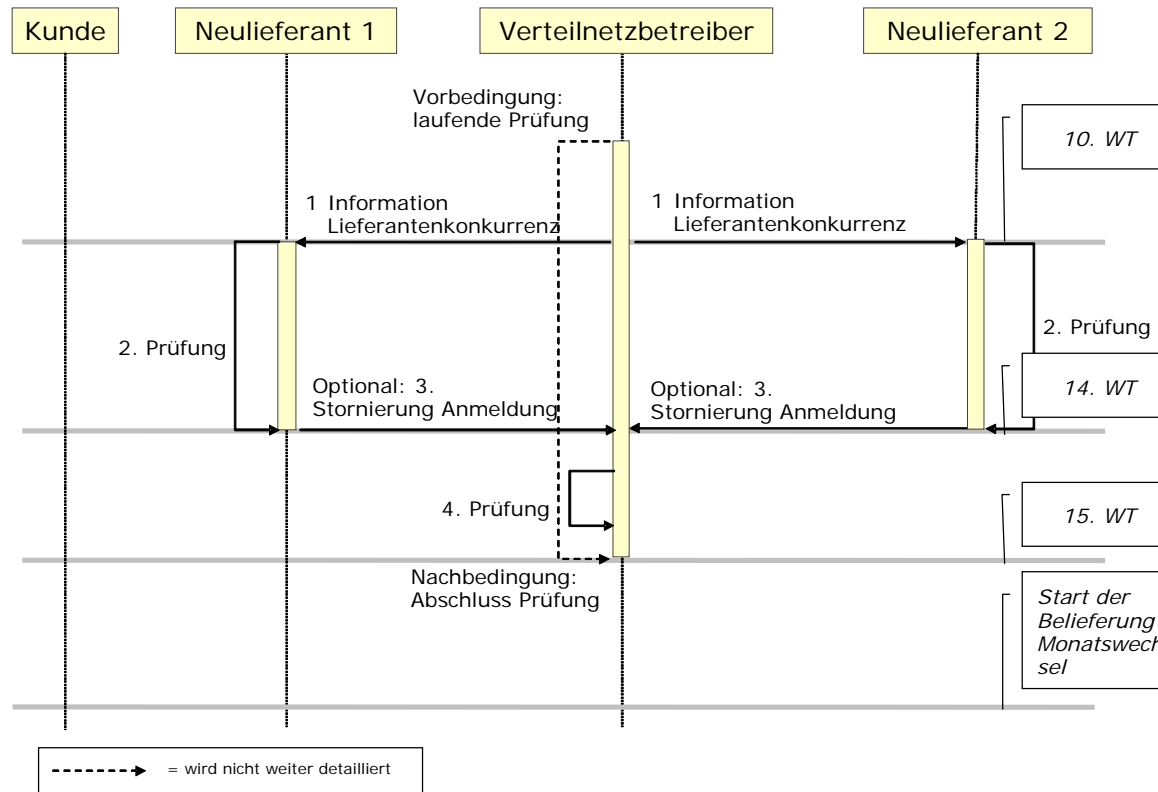 Kunde
Neulieferant 1
Verteilnetzbetreiber
Neulieferant 2
Vorbedingung:
laufende Prüfung
10. WT
1 Information
Lieferantenkonkurrenz
1 Information
Lieferantenkonkurrenz
2. Prüfung
2. Prüfung
Optional: 3.
Stornierung Anmeldung
Optional: 3.
Stornierung Anmeldung
14. WT
4. Prüfung
15. WT
Nachbedingung:
Abschluss Prüfung
Start der
Belieferung
Monatswech
sel
= wird nicht weiter detailliert